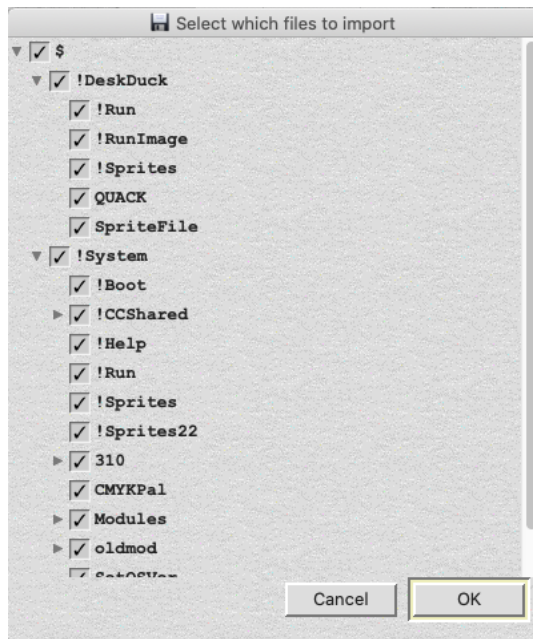 Select which files to import
$
!DeskDuck
!Run
!RunImage
!Sprites
QUACK
SpriteFile
!System
!Boot
!CCShared
!Help
!Run
!Sprites
!Sprites22
310
CMYKPal
Modules
oldmod
Cancel
OK